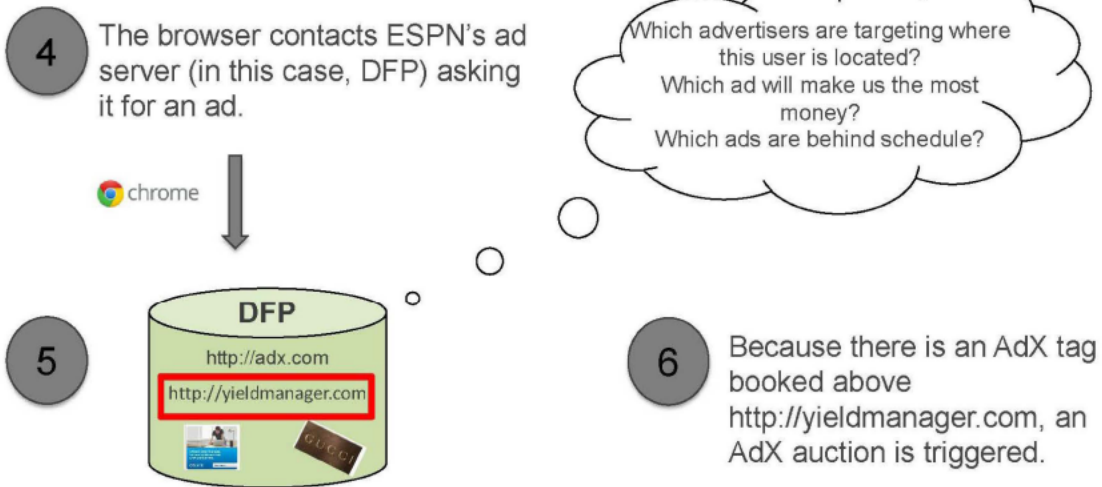 4
The browser contacts ESPN's ad
server (in this case, DFP) asking
it for an ad.
Which advertisers are targeting where
this user is located?
Which ad will make us the most
money?
Which ads are behind schedule?
chrome
5
DFP
http://adx.com
http://yieldmanager.com
GUCCI
6
Because there is an AdX tag
booked above
http://yieldmanager.com, an
AdX auction is triggered.